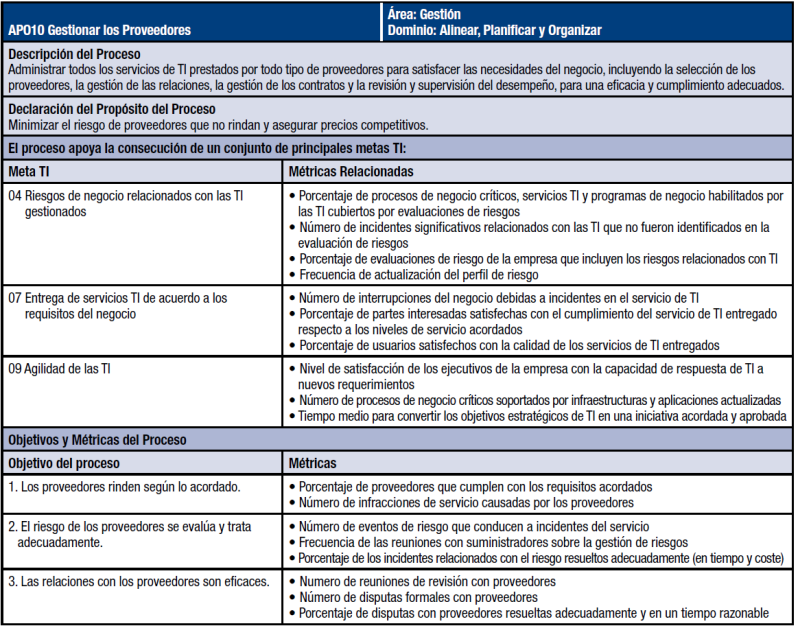 APO10 Gestionar los Proveedores
Área: Gestión
Dominio: Alinear, Planificar y Organizar
Descripción del Proceso
Administrar todos los servicios de TI prestados por todo tipo de proveedores para satisfacer las necesidades del negocio, incluyendo la selección de los
proveedores, la gestión de las relaciones, la gestión de los contratos y la revisión y supervisión del desempeño, para una eficacia y cumplimiento adecuados.
Declaración del Propósito del Proceso
Minimizar el riesgo de proveedores que no rindan y asegurar precios competitivos.
El proceso apoya la consecución de un conjunto de principales metas TI:
Meta TI
Métricas Relacionadas
04 Riesgos de negocio relacionados con las TI
gestionados
• Porcentaje de procesos de negocio críticos, servicios TI y programas de negocio habilitados por
las TI cubiertos por evaluaciones de riesgos
• Número de incidentes significativos relacionados con las TI que no fueron identificados en la
evaluación de riesgos
• Porcentaje de evaluaciones de riesgo de la empresa que incluyen los riesgos relacionados con TI
• Frecuencia de actualización del perfil de riesgo
07 Entrega de servicios TI de acuerdo a los
requisitos del negocio
• Número de interrupciones del negocio debidas a incidentes en el servicio de TI
• Porcentaje de partes interesadas satisfechas con el cumplimiento del servicio de TI entregado
respecto a los niveles de servicio acordados
• Porcentaje de usuarios satisfechos con la calidad de los servicios de TI entregados
09 Agilidad de las TI
• Nivel de satisfacción de los ejecutivos de la empresa con la capacidad de respuesta de TI a
nuevos requerimientos
• Número de procesos de negocio críticos soportados por infraestructuras y aplicaciones actualizadas
• Tiempo medio para convertir los objetivos estratégicos de TI en una iniciativa acordada y aprobada
Objetivos y Métricas del Proceso
Objetivo del proceso
Métricas
1. Los proveedores rinden según lo acordado.
• Porcentaje de proveedores que cumplen con los requisitos acordados
• Número de infracciones de servicio causadas por los proveedores
2. El riesgo de los proveedores se evalúa y trata
adecuadamente.
• Número de eventos de riesgo que conducen a incidentes del servicio
• Frecuencia de las reuniones con suministradores sobre la gestión de riesgos
• Porcentaje de los incidentes relacionados con el riesgo resueltos adecuadamente (en tiempo y coste)
3. Las relaciones con los proveedores son eficaces.
• Numero de reuniones de revisión con proveedores
• Número de disputas formales con proveedores
• Porcentaje de disputas con proveedores resueltas adecuadamente y en un tiempo razonable